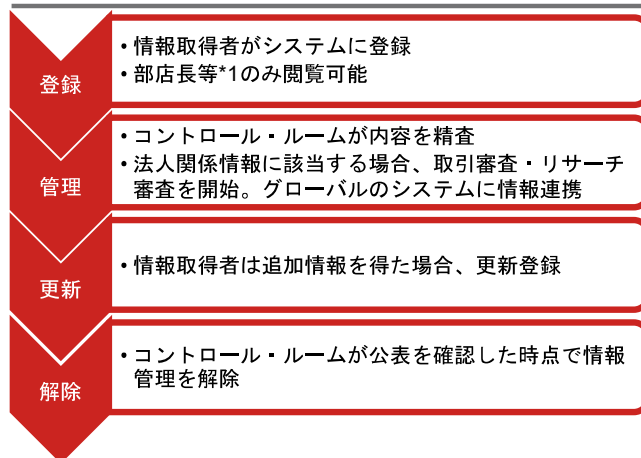 登録
・情報取得者がシステムに登録
・部店長等*1のみ閲覧可能
管理
・コントロール・ルームが内容を精査
・法人関係情報に該当する場合、取引審査・リサーチ
審査を開始。グローバルのシステムに情報連携
更新
・情報取得者は追加情報を得た場合、更新登録
解除
・コントロール・ルームが公表を確認した時点で情報
管理を解除